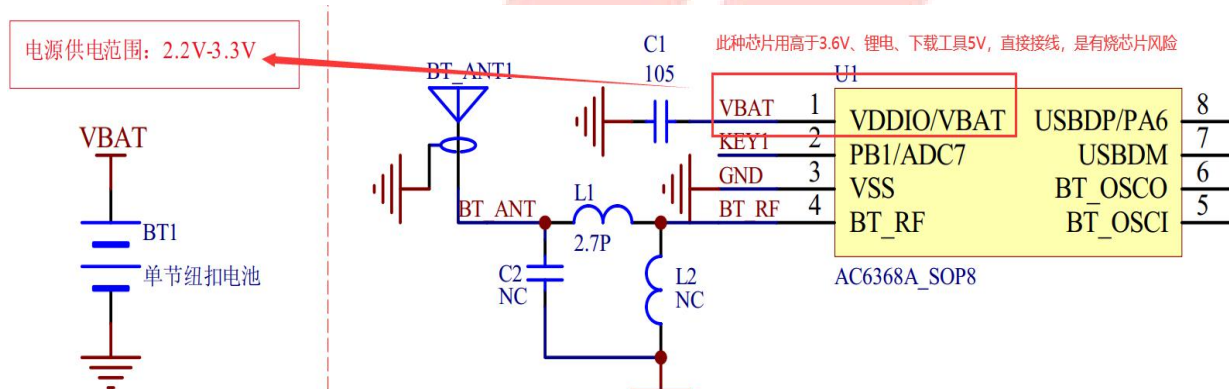 电源供电范围：2.2V-3.3V
VBAT
BT1
单节纽扣电池
BT_ANT1
C1
105
此种芯片用高于3.6V、锂电、下载工具5V，直接接线，是有烧芯片风险
U1
VBAT 1 VDDIO/VBAT USBDP/PA6 8
KEY1 2 PB1/ADC7 USBDM 7
GND 3 VSS BT_OSCO 6
BT_RF 4 BT_RF BT_OSCI 5
AC6368A_SOP8
BT_ANT
L1
2.7P
C2
NC
L2
NC